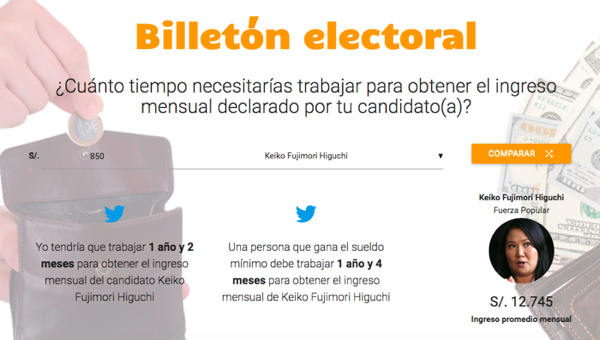 Billetón electoral
¿Cuánto tiempo necesitarías trabajar para obtener el ingreso
mensual declarado por tu candidato(a)?
S/. 850 Keiko Fujimori Higuchi
COMPARAR
Yo tendría que trabajar 1 año y 2
meses para obtener el ingreso
mensual del candidato Keiko
Fujimori Higuchi
Una persona que gana el sueldo
mínimo debe trabajar 1 año y 4
meses para obtener el ingreso
mensual de Keiko Fujimori Higuchi
Keiko Fujimori Higuchi
Fuerza Popular
S/. 12.745
Ingreso promedio mensual